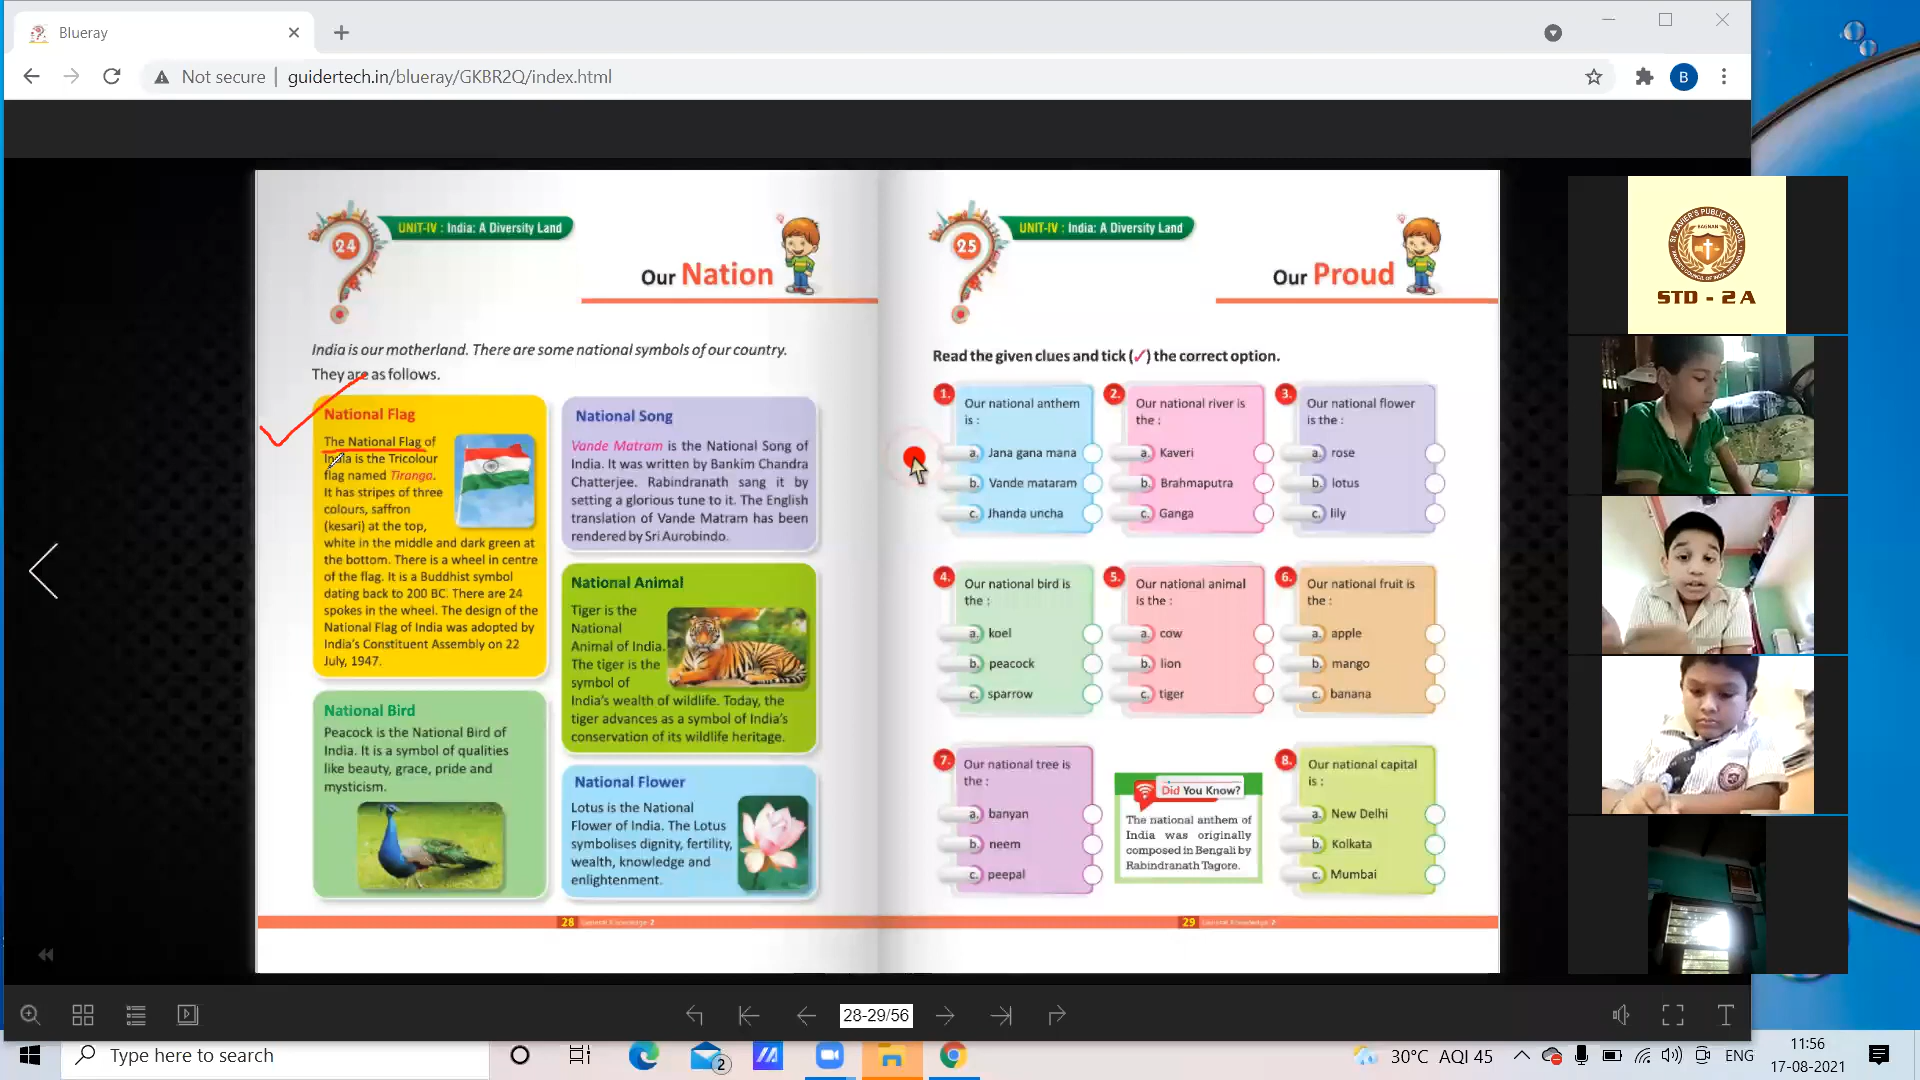 Blueray
Not secure | guidertech.in/blueray/GKBR2Q/index.html
B
24
UNIT-IV : India: A Diversity Land
Our Nation
India is our motherland. There are some national symbols of our country.
They are as follows.
National Flag
The National Flag of
India is the Tricolour
flag named Tiranga.
It has stripes of three
colours, saffron
(kesari) at the top,
white in the middle and dark green at
the bottom. There is a wheel in centre
of the flag. It is a Buddhist symbol
dating back to 200 BC. There are 24
spokes in the wheel. The design of the
National Flag of India was adopted by
India's Constituent Assembly on 22
July, 1947.
National Bird
Peacock is the National Bird of
India. It is a symbol of qualities
like beauty, grace, pride and
mysticism.
National Song
Vande Matram is the National Song of
India. It was written by Bankim Chandra
Chatterjee. Rabindranath sang it by
setting a glorious tune to it. The English
translation of Vande Matram has been
rendered by Sri Aurobindo.
National Animal
Tiger is the
National
Animal of India.
The tiger is the
symbol of
India's wealth of wildlife. Today, the
tiger advances as a symbol of India's
conservation of its wildlife heritage.
National Flower
Lotus is the National
Flower of India. The Lotus
symbolises dignity, fertility,
wealth, knowledge and
enlightenment.
28 General Knowledge-2
25
UNIT-IV : India: A Diversity Land
Our Proud
Read the given clues and tick (✓) the correct option.
1. Our national anthem
is :
a. Jana gana mana
b. Vande mataram
c. Jhanda uncha
2. Our national river is
the :
a. Kaveri
b. Brahmaputra
c. Ganga
3. Our national flower
is the :
a. rose
b. lotus
c. lily
4. Our national bird is
the :
a. koel
b. peacock
c. sparrow
5. Our national animal
is the :
a. cow
b. lion
c. tiger
6. Our national fruit is
the :
a. apple
b. mango
c. banana
7. Our national tree is
the :
a. banyan
b. neem
c. peepal
Did You Know?
The national anthem of
India was originally
composed in Bengali by
Rabindranath Tagore.
8. Our national capital
is :
a. New Delhi
b. Kolkata
c. Mumbai
29 General Knowledge-2
ST. XAVIER'S PUBLIC SCHOOL
BAGNAN
STD - 2 A
28-29/56
T
Type here to search
2
30°C AQI 45
ENG
11:56
17-08-2021